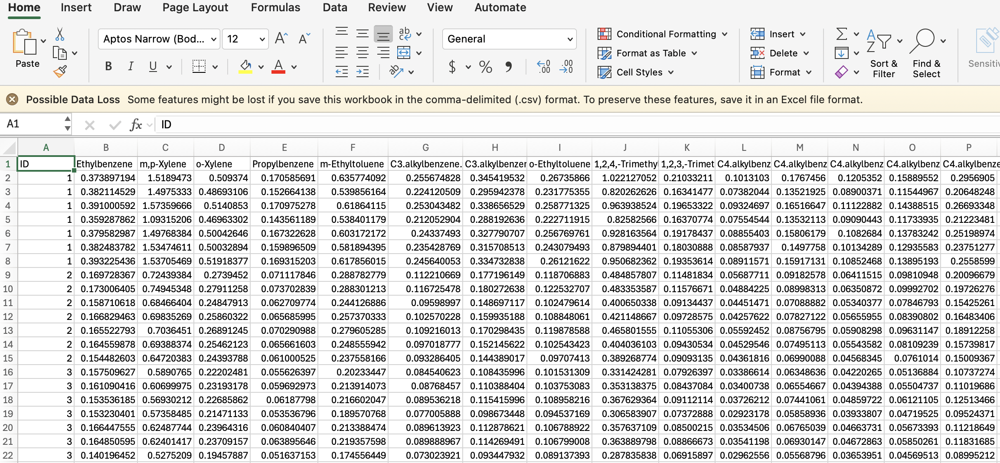 Home Insert Draw Page Layout Formulas Data Review View Automate
Paste
Aptos Narrow (Bod... 12
B I U A
ab
General
$ % 9 .00 .00
Conditional Formatting
Format as Table
Cell Styles
Insert
Delete
Format
Sort & Filter
Find & Select
Possible Data Loss Some features might be lost if you save this workbook in the comma-delimited (.csv) format. To preserve these features, save it in an Excel file format.
A1 fx ID
A B C D E F G H I J K L M N O P
1 ID Ethylbenzene m,p-Xylene o-Xylene Propylbenzene m-Ethyltoluene C3.alkylbenzene. C3.alkylbenzer o-Ethyltoluene 1,2,4,-Trimethyl 1,2,3,-Trimet C4.alkylbenz C4.alkylbenz C4.alkylbenz C4.alkylbenz C4.alkylbenze
2 1 0.373897194 1.5189473 0.509374 0.170585691 0.635774092 0.255674828 0.345419532 0.26735866 1.022127052 0.21033211 0.1013103 0.1767456 0.1205352 0.15889552 0.2956905
3 1 0.382114529 1.4975333 0.48693106 0.152664138 0.539856164 0.224120509 0.295942378 0.231775355 0.820262626 0.16341477 0.07382044 0.13521925 0.08900371 0.11544967 0.20648248
4 1 0.391000592 1.57359666 0.5140853 0.170975278 0.61864115 0.253043482 0.338656529 0.258771325 0.963938524 0.19653322 0.09324697 0.16516647 0.11122882 0.14388515 0.26693348
5 1 0.359287862 1.09315206 0.46963302 0.143561189 0.538401179 0.212052904 0.288192636 0.222711915 0.82582566 0.16370774 0.07554544 0.13532113 0.09090443 0.11733935 0.21223481
6 1 0.379582987 1.49768384 0.50042646 0.167322628 0.603172172 0.24337493 0.327790707 0.256769761 0.928163564 0.19178437 0.08855403 0.15806179 0.1082684 0.13783242 0.25198974
7 1 0.382483782 1.53474611 0.50032894 0.159896509 0.581894395 0.235428769 0.315708513 0.243079493 0.879894401 0.18030888 0.08587937 0.1497758 0.10134289 0.12935583 0.23751277
8 1 0.393225436 1.53705469 0.51918377 0.169315203 0.617856015 0.245640053 0.334732838 0.26121622 0.950682362 0.19353614 0.08911571 0.15917131 0.10852468 0.13895193 0.2558599
9 2 0.169728367 0.72439384 0.2739452 0.071117846 0.288782779 0.112210669 0.177196149 0.118706883 0.484857807 0.11481834 0.05687711 0.09182578 0.06411515 0.09810948 0.20096679
10 2 0.173006405 0.74945348 0.27911258 0.073702839 0.288301213 0.116725478 0.180272638 0.122532707 0.483353587 0.11576671 0.04884225 0.08998313 0.06350872 0.09992702 0.19726276
11 2 0.158710618 0.68466404 0.24847913 0.062709774 0.244126886 0.09598997 0.148697117 0.102479614 0.400650338 0.09134437 0.04451471 0.07088882 0.05340377 0.07846793 0.15425261
12 2 0.166829463 0.69835269 0.25860322 0.065685995 0.257370333 0.102570228 0.159935188 0.108848061 0.421148667 0.09728575 0.04257622 0.07827122 0.05655955 0.08390802 0.16483406
13 2 0.165522793 0.7036451 0.26891245 0.070290988 0.279605285 0.109216013 0.170298435 0.119878588 0.465801555 0.11055306 0.05592452 0.08756795 0.05908298 0.09631147 0.18912258
14 2 0.164559878 0.69388374 0.25462123 0.065661603 0.248555942 0.097018777 0.152145622 0.102543423 0.404036103 0.09430534 0.04529546 0.07495113 0.05543582 0.08109239 0.15739817
15 2 0.154482603 0.64720383 0.24393788 0.061000525 0.237558166 0.093286405 0.144389017 0.09707413 0.389268774 0.09093135 0.04361816 0.06990088 0.04568345 0.0761014 0.15009367
16 3 0.157509627 0.5890765 0.22202481 0.055626397 0.20233447 0.084540623 0.108435996 0.101531309 0.331424281 0.07926397 0.03386614 0.06348636 0.04220265 0.05136884 0.10737274
17 3 0.161090416 0.60699975 0.23193178 0.059692973 0.213914073 0.08768457 0.110388404 0.103753083 0.353138375 0.08437084 0.03400738 0.06554667 0.04394388 0.05504737 0.11019686
18 3 0.153536185 0.56930212 0.22685862 0.06187798 0.216602047 0.089536218 0.115415996 0.108958216 0.367629364 0.09112114 0.03726212 0.07441061 0.04859722 0.06121105 0.12513466
19 3 0.153230401 0.57358485 0.21471133 0.053536796 0.189570768 0.077005888 0.098673448 0.094537169 0.306583907 0.07372888 0.02923178 0.05858936 0.03933807 0.04719525 0.09524371
20 3 0.166447555 0.62487744 0.23964316 0.060840407 0.213388474 0.089613923 0.112878621 0.106788922 0.357637109 0.08500215 0.03534506 0.06765039 0.04663731 0.05673393 0.11218649
21 3 0.164850595 0.62401417 0.23709157 0.063895646 0.219357598 0.089888967 0.114269491 0.106799008 0.363889798 0.08866673 0.03541198 0.06930147 0.04672863 0.05850261 0.11831685
22 3 0.140196452 0.5275209 0.19457887 0.051637153 0.174556449 0.073023921 0.093447932 0.089137393 0.287835838 0.06915897 0.02962556 0.05568796 0.03653951 0.04569513 0.08995212